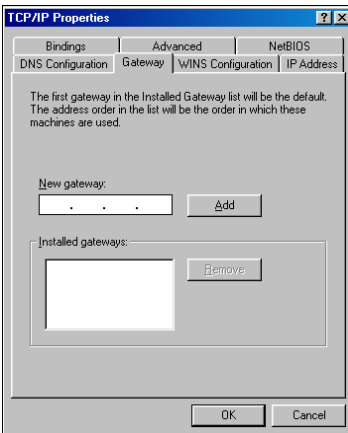 TCP/IP Properties
Bindings Advanced NetBIOS
DNS Configuration Gateway WINS Configuration IP Address
The first gateway in the Installed Gateway list will be the default.
The address order in the list will be the order in which these
machines are used.
New gateway:
. . . Add
Installed gateways:
Remove
OK Cancel